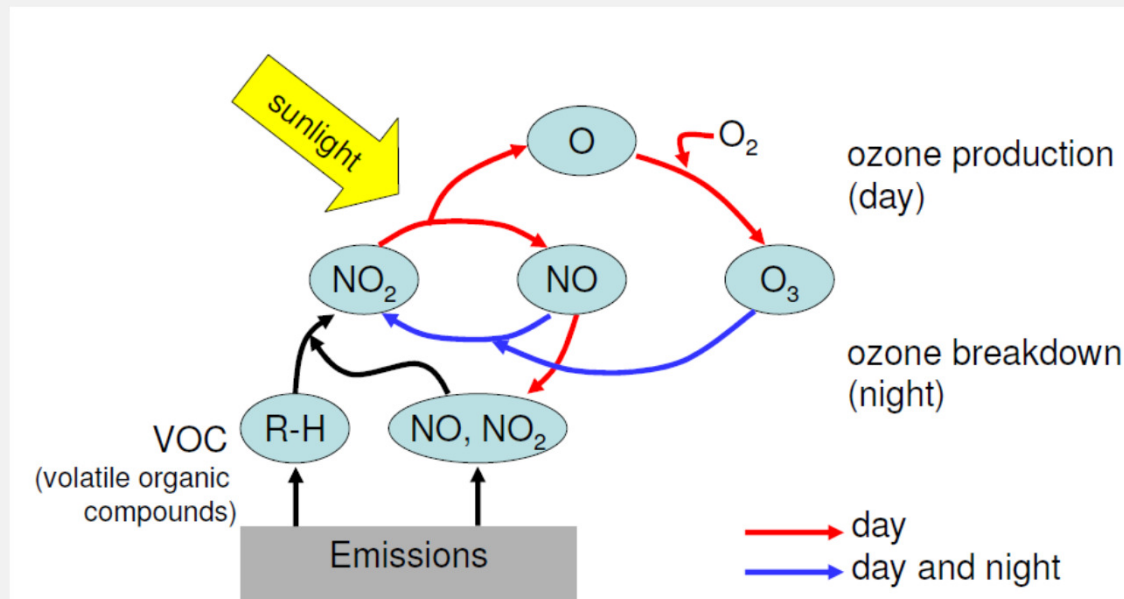 sunlight
O
O₂
ozone production
(day)
NO₂
NO
O₃
ozone breakdown
(night)
R-H
NO, NO₂
VOC
(volatile organic
compounds)
Emissions
day
day and night